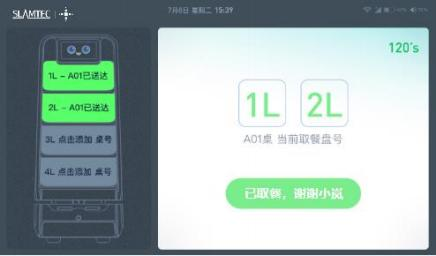 SLAMTEC
7月6日 星期二 15:39
120's
1L - A01已送达
2L - A01已送达
3L 点击添加 桌号
4L 点击添加 桌号
1L 2L
A01桌 当前取餐盘号
已取餐，谢谢小岚